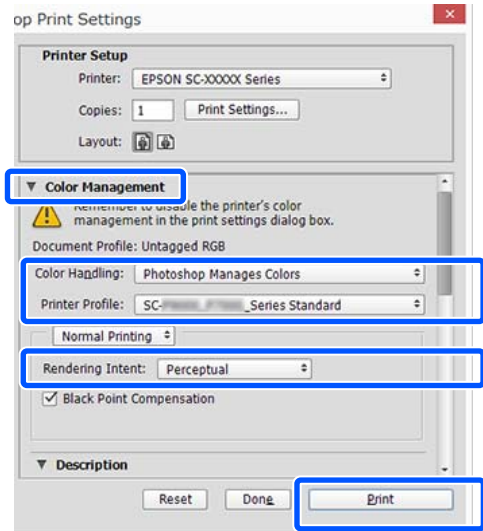 op Print Settings
Printer Setup
Printer: EPSON SC-XXXXX Series
Copies: 1 Print Settings...
Layout:
Color Management
Remember to disable the printer's color
management in the print settings dialog box.
Document Profile: Untagged RGB
Color Handling: Photoshop Manages Colors
Printer Profile: SC- _Series Standard
Normal Printing
Rendering Intent: Perceptual
Black Point Compensation
Description
Reset Done Print